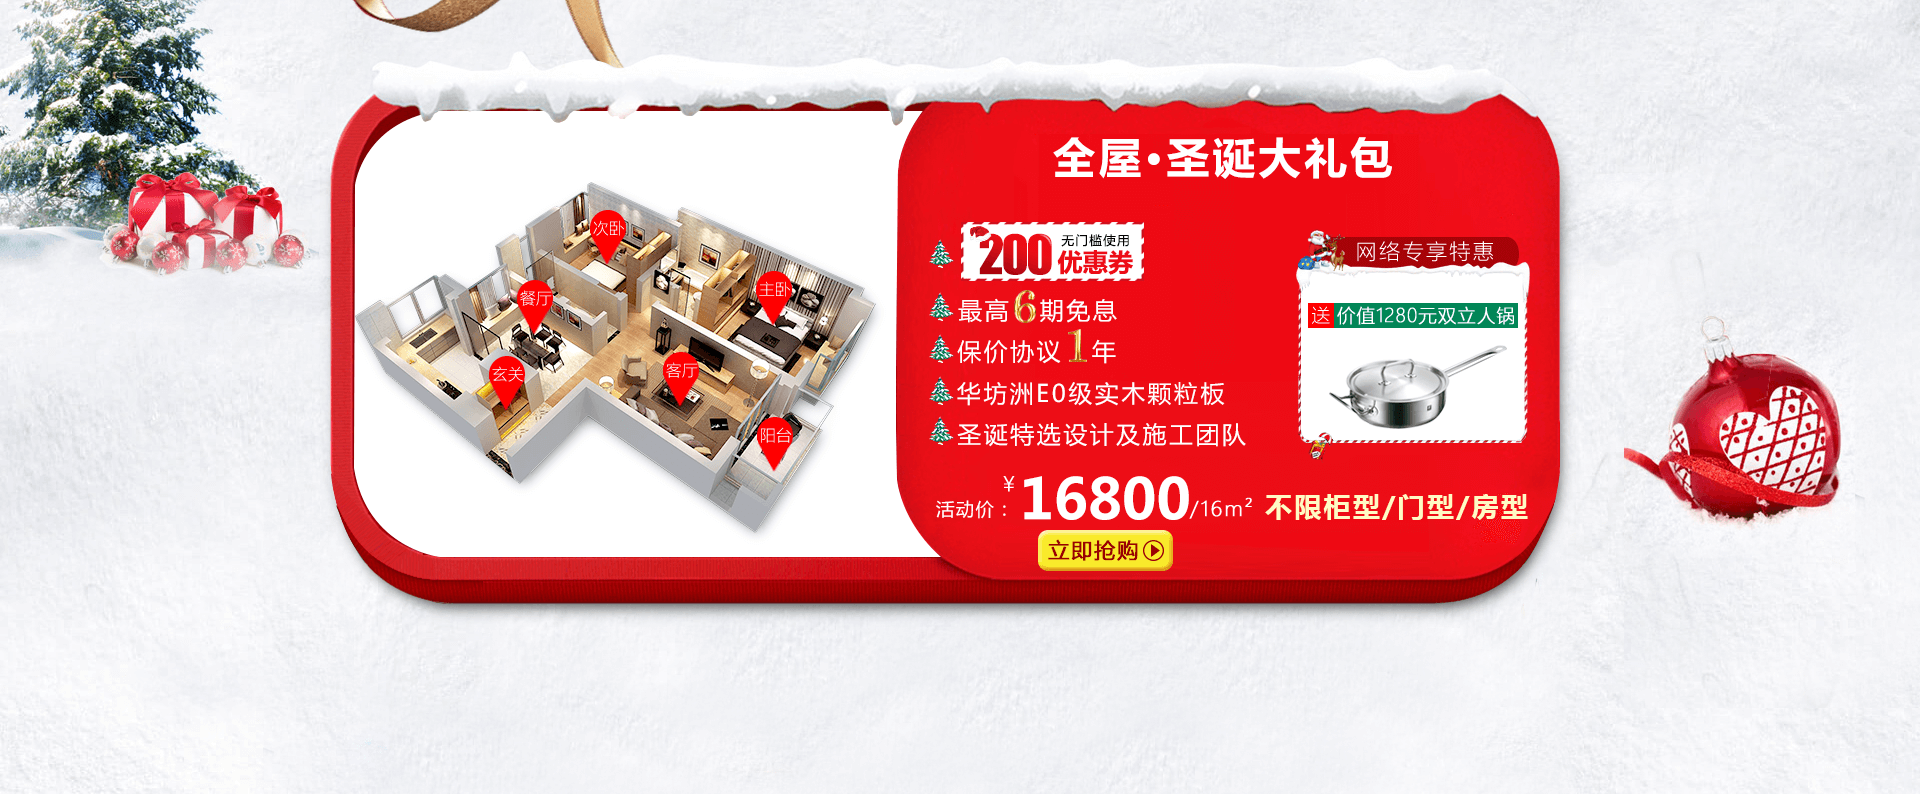 全屋·圣诞大礼包
次卧
主卧
餐厅
玄关
客厅
阳台
200 无门槛使用
优惠券
最高6期免息
保价协议1年
华坊洲E0级实木颗粒板
圣诞特选设计及施工团队
网络专享特惠
送 价值1280元双立人锅
活动价： ¥16800/16m² 不限柜型/门型/房型
立即抢购